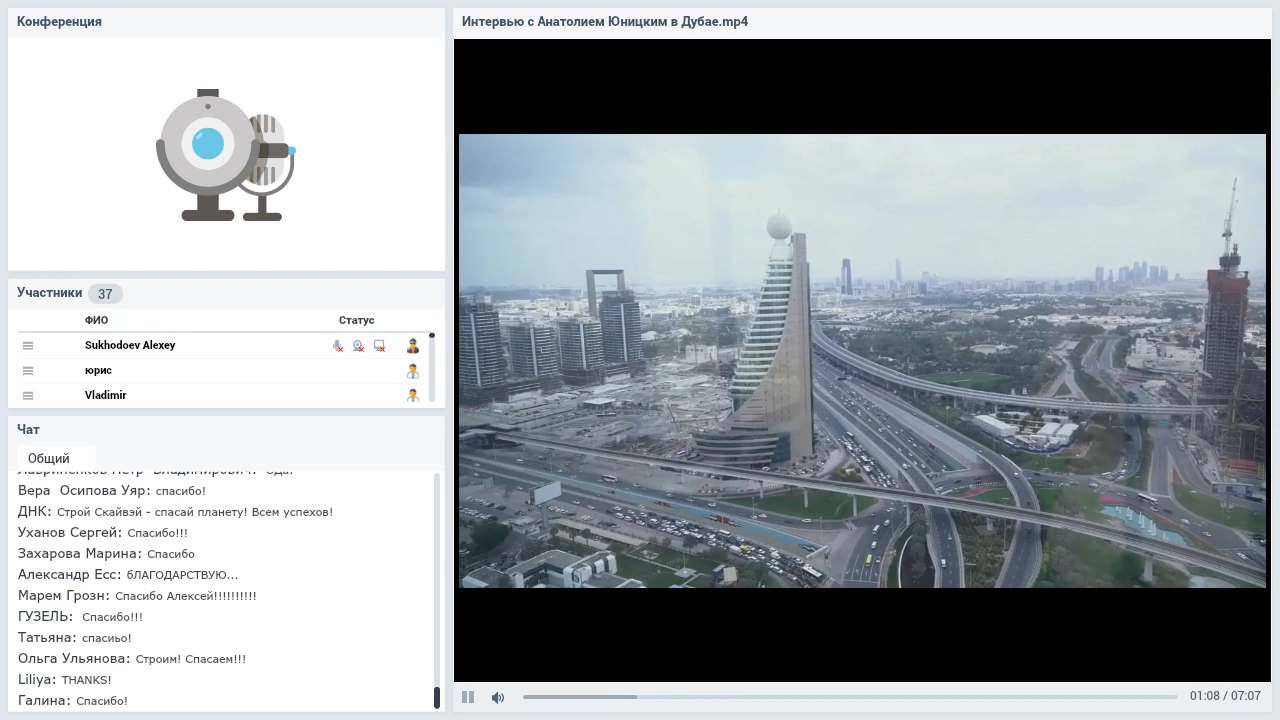 Конференция
Участники 37
ФИО Статус
Sukhodoev Alexey
юрис
Vladimir
Чат
Общий
Вера Осипова Уяр: спасибо!
ДНК: Строй Скайвэй - спасай планету! Всем успехов!
Уханов Сергей: Спасибо!!!
Захарова Марина: Спасибо
Александр Есс: бЛАГОДАРСТВУЮ...
Марем Грозн: Спасибо Алексей!!!!!!!!!!
ГУЗЕЛЬ: Спасибо!!!
Татьяна: спасиьо!
Ольга Ульянова: Строим! Спасаем!!!
Liliya: THANKS!
Галина: Спасибо!
Интервью с Анатолием Юницким в Дубае.mp4
01:08 / 07:07